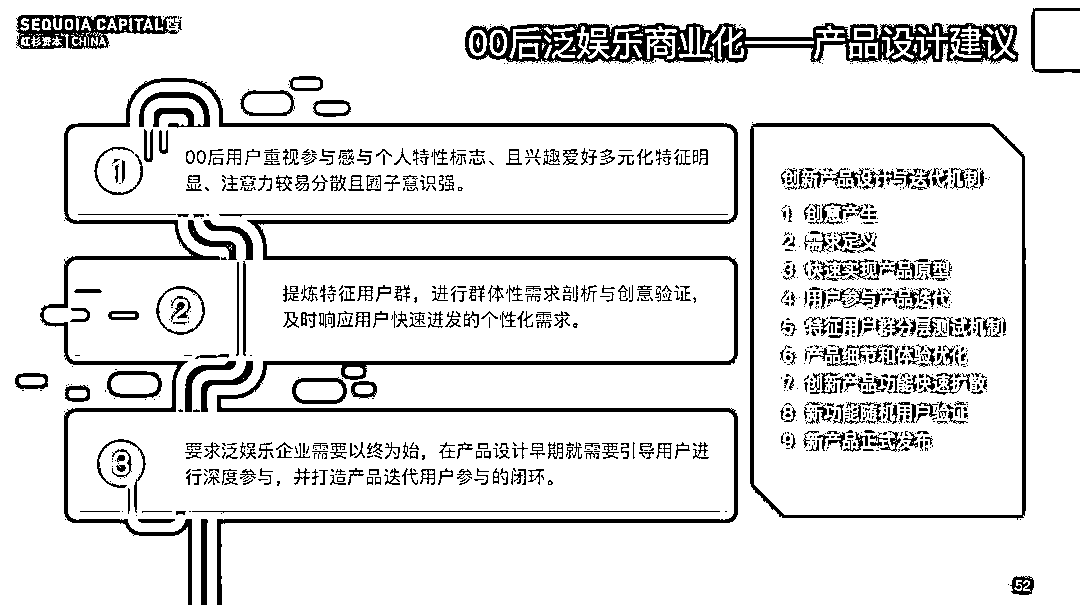 SEQUOIA CAPITAL
红杉资本 CHINA
00后泛娱乐商业化——产品设计建议
1
00后用户重视参与感与个人特性标志、且兴趣爱好多元化特征明
显、注意力较易分散且圈子意识强。
2
提炼特征用户群，进行群体性需求剖析与创意验证，
及时响应用户快速迸发的个性化需求。
3
要求泛娱乐企业需要以终为始，在产品设计早期就需要引导用户进
行深度参与，并打造产品迭代用户参与的闭环。
创新产品设计与迭代机制
1 创意产生
2 需求定义
3 快速实现产品原型
4 用户参与产品迭代
5 特征用户群分层测试机制
6 产品细节和体验优化
7 创新产品功能快速扩散
8 新功能随机用户验证
9 新产品正式发布
52